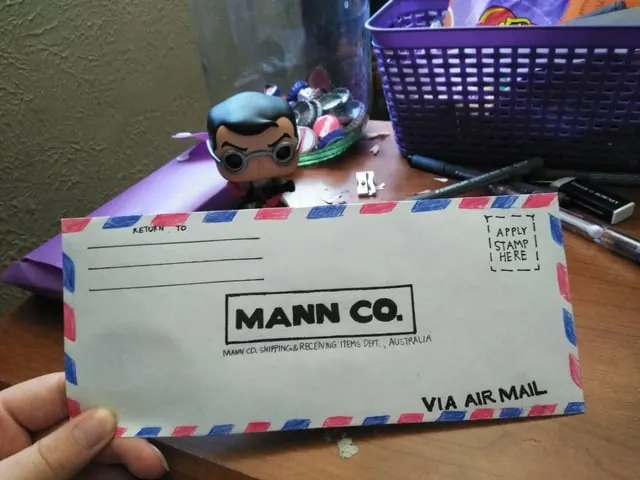 RETURN TO
APPLY
STAMP
HERE
MANN CO.
MANN CO. SHIPPING & RECEIVING ITEMS DEPT., AUSTRALIA
VIA AIR MAIL